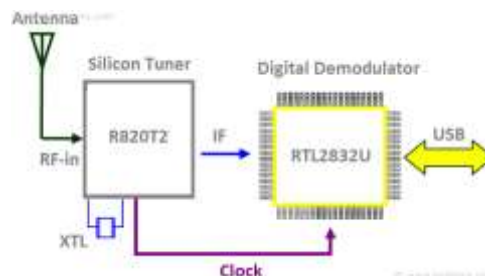 Antenna
Silicon Tuner
Digital Demodulator
R820T2
IF
RTL2832U
USB
RF-in
XTL
Clock